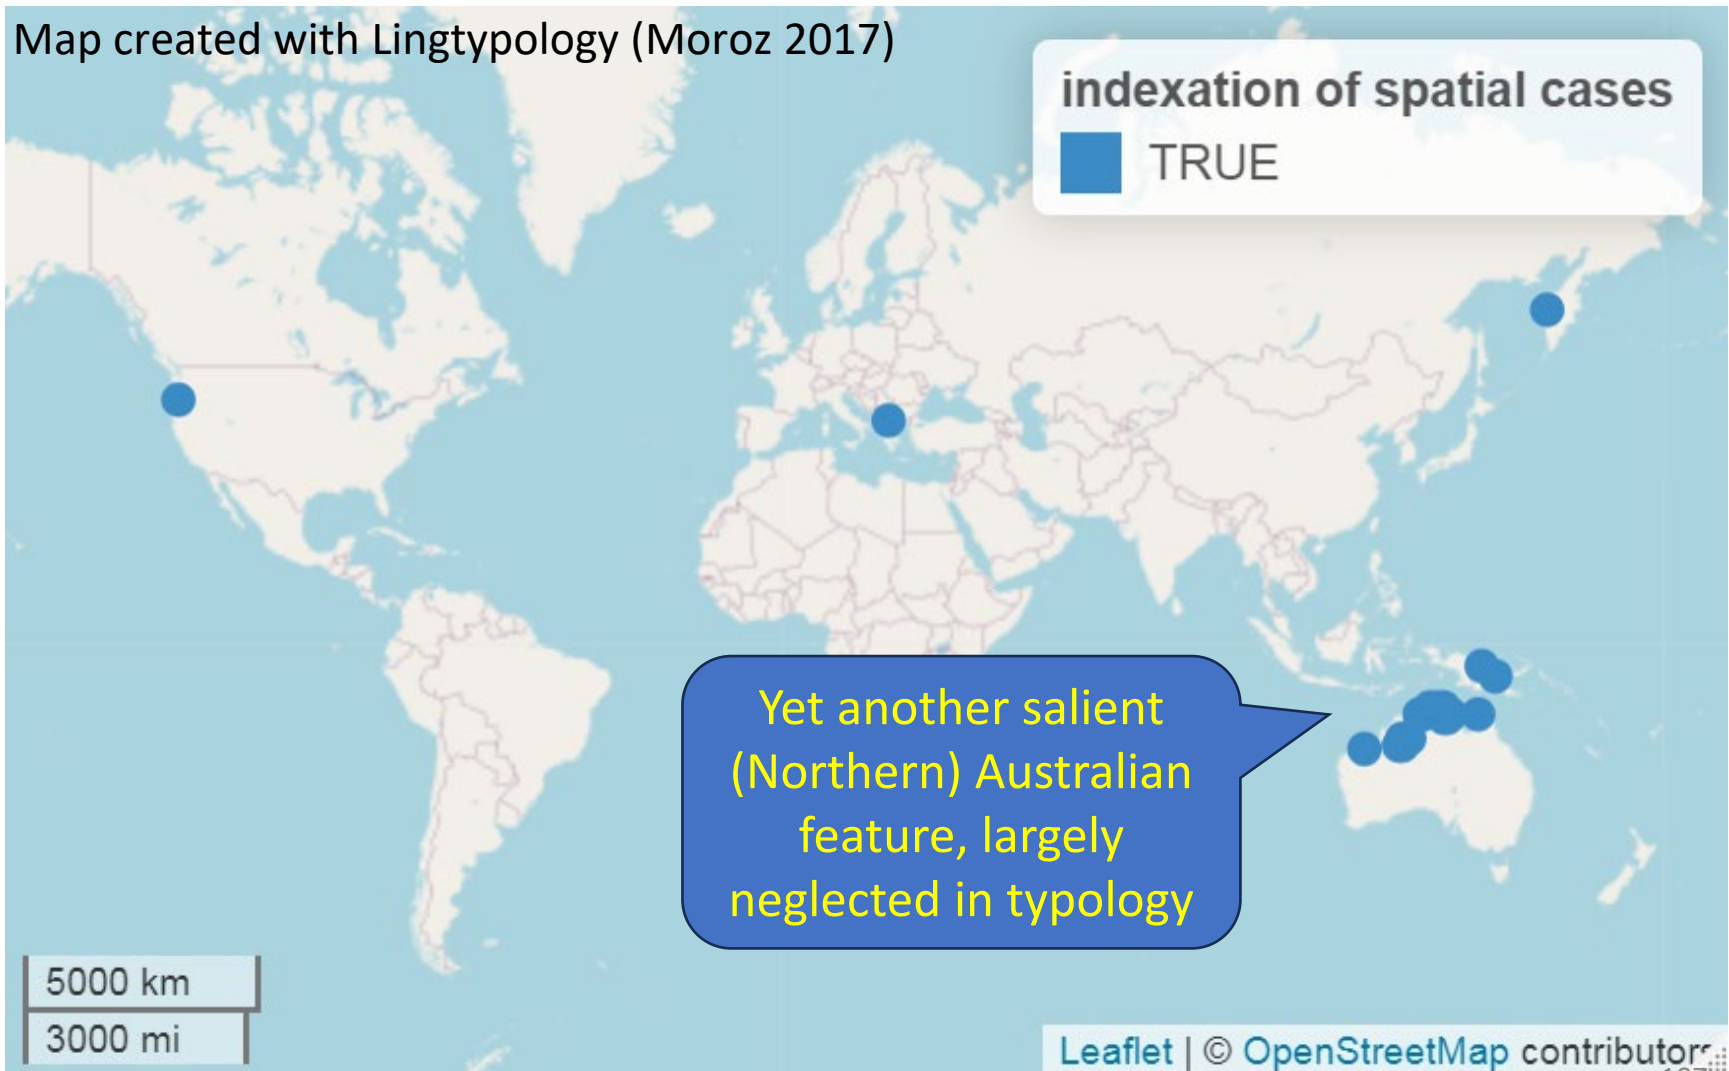 Map created with Lingtypology (Moroz 2017)
indexation of spatial cases
TRUE
Yet another salient
(Northern) Australian
feature, largely
neglected in typology
5000 km
3000 mi
Leaflet | © OpenStreetMap contributors